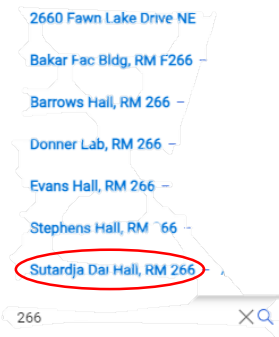 2660 Fawn Lake Drive NE
Bakar Fac Bldg, RM F266 –
Barrows Hall, RM 266 –
Donner Lab, RM 266 –
Evans Hall, RM 266 –
Stephens Hall, RM 66 –
Sutardja Dai Hall, RM 266 –
266